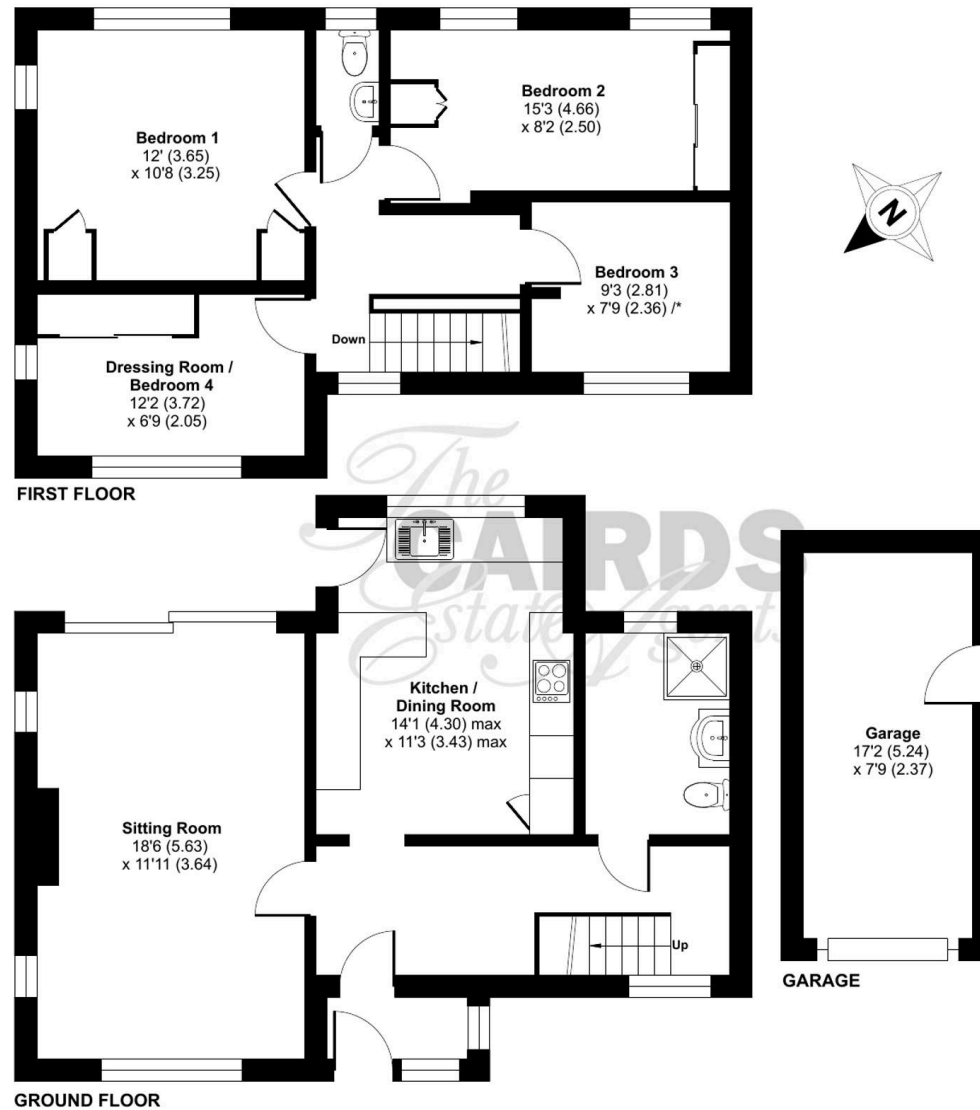 Bedroom 1
12' (3.65)
x 10'8 (3.25)
Bedroom 2
15'3 (4.66)
x 8'2 (2.50)
N
Bedroom 3
9'3 (2.81)
x 7'9 (2.36) /*
Down
Dressing Room /
Bedroom 4
12'2 (3.72)
x 6'9 (2.05)
FIRST FLOOR
The
CAIRDS
Estate Agents
Kitchen /
Dining Room
14'1 (4.30) max
x 11'3 (3.43) max
Garage
17'2 (5.24)
x 7'9 (2.37)
Sitting Room
18'6 (5.63)
x 11'11 (3.64)
Up
GARAGE
GROUND FLOOR